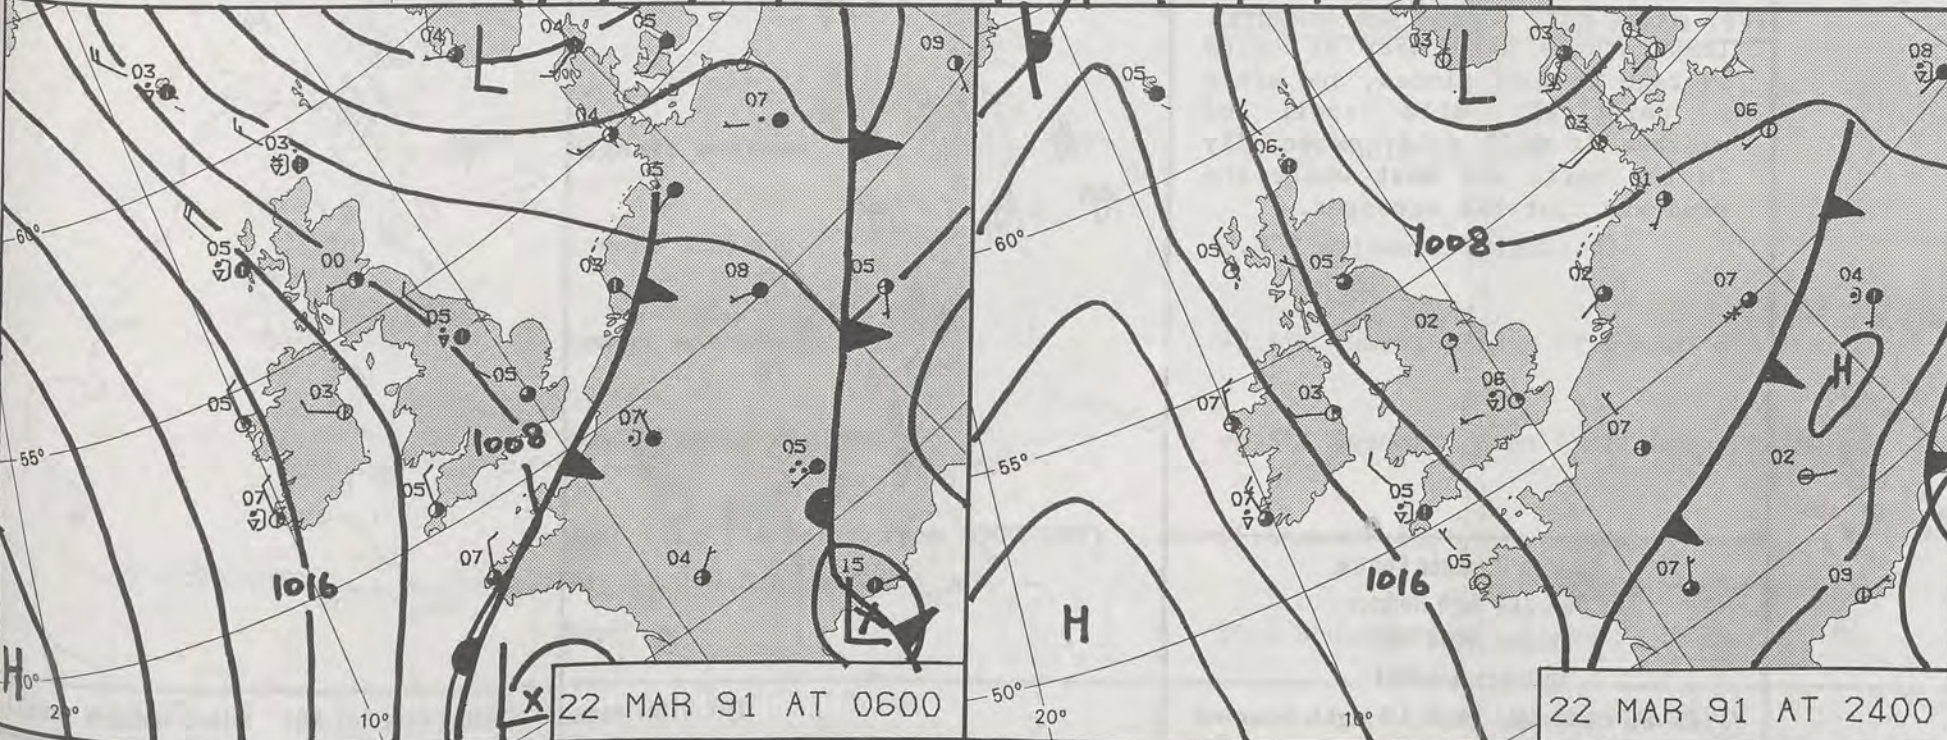 04 L 04 05 09
03 07
03 04
05
60° 05 00 03 08 05
05
05
05 03 07
1008 05
55° 07 05
1016 07 04 15 L X
H 50°
20° 10° L X
22 MAR 91 AT 0600
03 L 03 01 08
05 06
03
06 01
60° 05 05 1008 02 07 04
02 H
07 03 06 07
55° 02
07 05
05
H 1016 07 09
50°
20° 10°
22 MAR 91 AT 2400